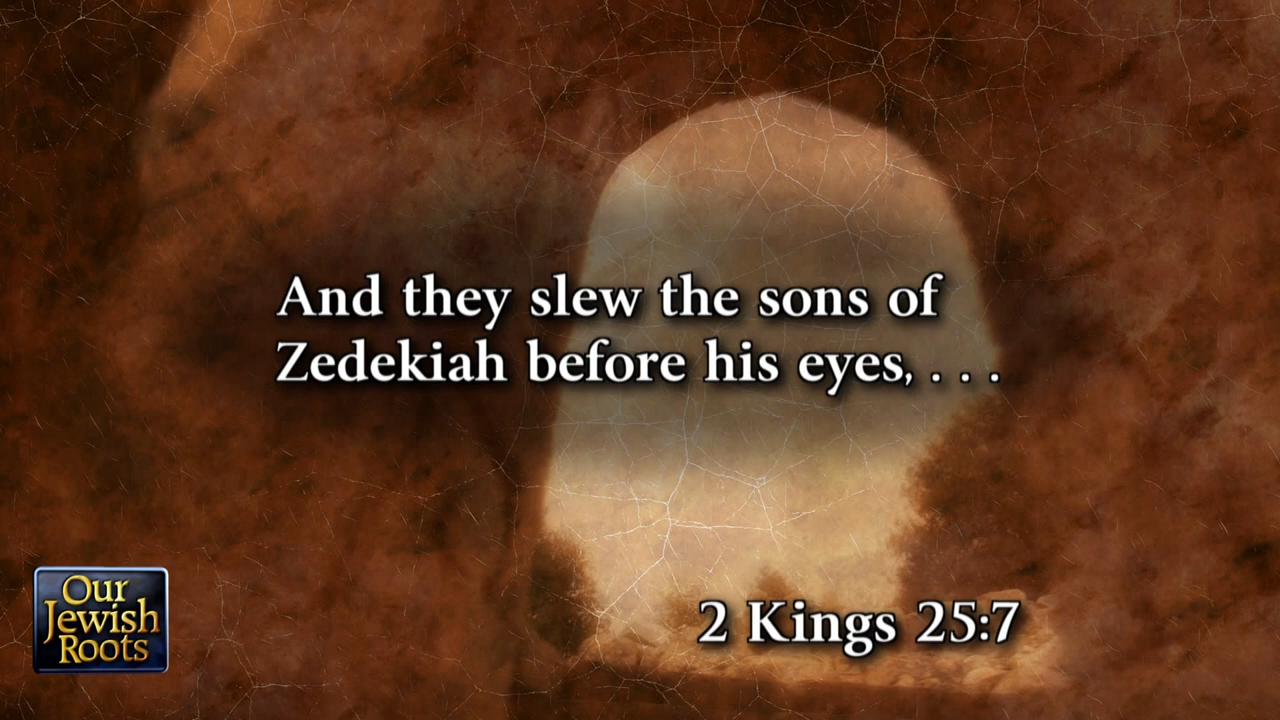 And they slew the sons of
Zedekiah before his eyes, . . .
2 Kings 25:7
Our
Jewish
Roots